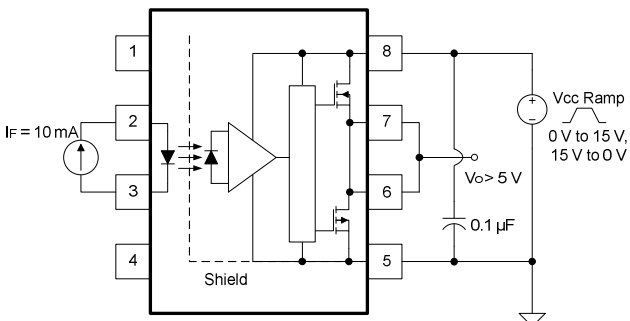 1
8
IF = 10 mA
2
7
+
−
Vcc Ramp
0 V to 15 V,
15 V to 0 V
3
6
VO > 5 V
4
5
0.1 µF
Shield